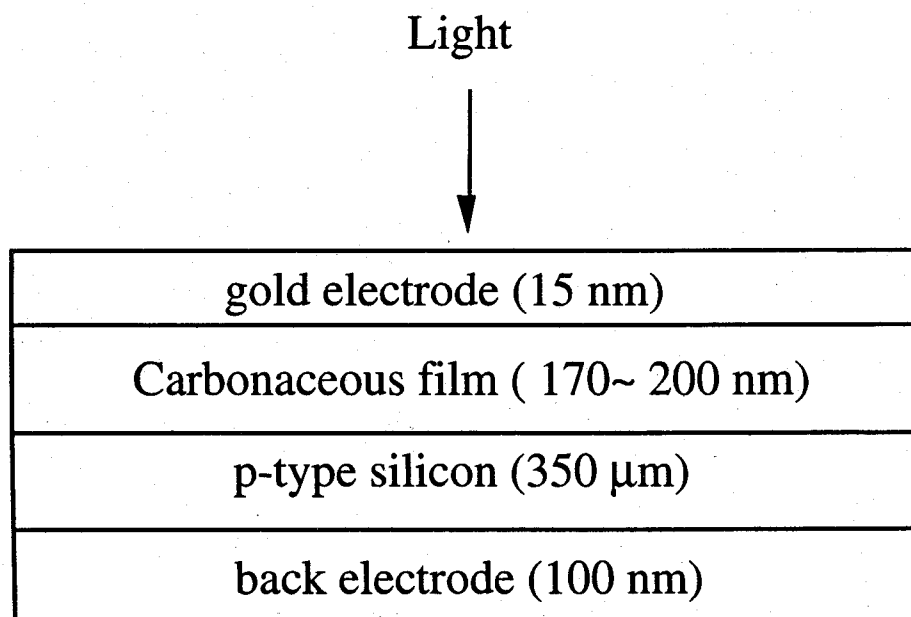 Light
gold electrode (15 nm)
Carbonaceous film ( 170~ 200 nm)
p-type silicon (350 μm)
back electrode (100 nm)